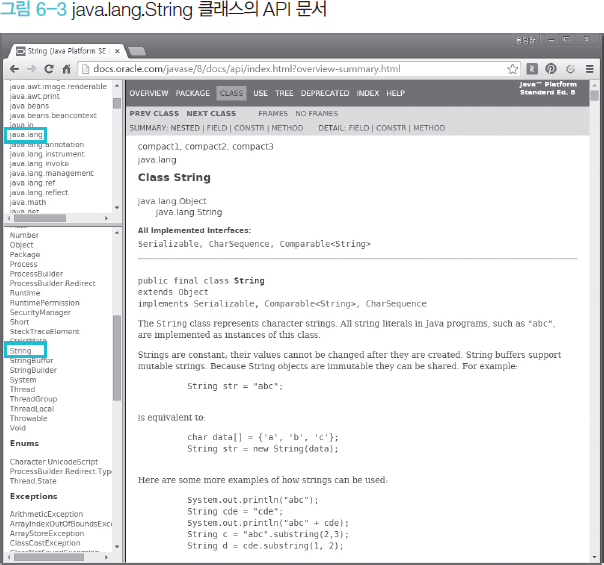 그림 6-3 java.lang.String 클래스의 API 문서
String (Java Platform SE
docs.oracle.com/javase/8/docs/api/index.html?overview-summary.html
java.awt.image.renderable
java.awt.print
java.beans
java.beans.beancontext
java.io
java.lang
java.lang.annotation
java.lang.instrument
java.lang.invoke
java.lang.management
java.lang.ref
java.lang.reflect
java.math
java.net
Number
Object
Package
Process
ProcessBuilder
ProcessBuilder.Redirect
Runtime
RuntimePermission
SecurityManager
Short
StackTraceElement
StrictMath
String
StringBuffer
StringBuilder
System
Thread
ThreadGroup
ThreadLocal
Throwable
Void
Enums
Character.UnicodeScript
ProcessBuilder.Redirect.Type
Thread.State
Exceptions
ArithmeticException
ArrayIndexOutOfBoundsExc
ArrayStoreException
ClassCastException
ClassNotFoundException
OVERVIEW PACKAGE CLASS USE TREE DEPRECATED INDEX HELP
Java™ Platform
Standard Ed. 8
PREV CLASS NEXT CLASS FRAMES NO FRAMES
SUMMARY: NESTED | FIELD | CONSTR | METHOD DETAIL: FIELD | CONSTR | METHOD
compact1, compact2, compact3
java.lang
Class String
java.lang.Object
java.lang.String
All Implemented Interfaces:
Serializable, CharSequence, Comparable<String>
public final class String
extends Object
implements Serializable, Comparable<String>, CharSequence
The String class represents character strings. All string literals in Java programs, such as "abc",
are implemented as instances of this class.
Strings are constant; their values cannot be changed after they are created. String buffers support
mutable strings. Because String objects are immutable they can be shared. For example:
String str = "abc";
is equivalent to:
char data[] = {'a', 'b', 'c'};
String str = new String(data);
Here are some more examples of how strings can be used:
System.out.println("abc");
String cde = "cde";
System.out.println("abc" + cde);
String c = "abc".substring(2,3);
String d = cde.substring(1, 2);